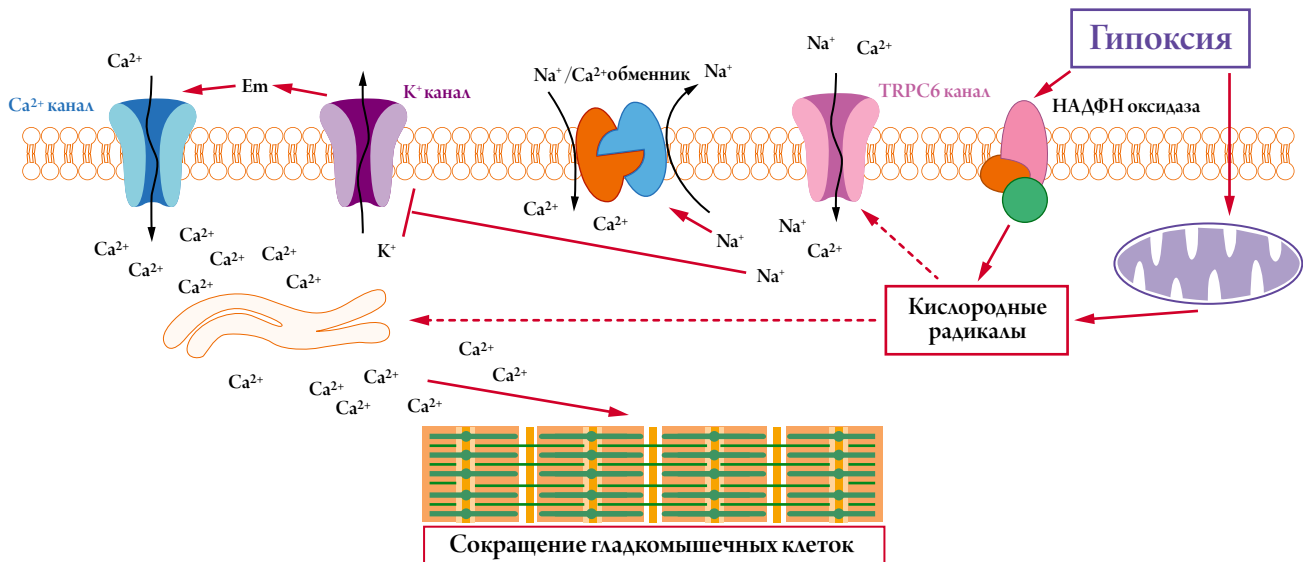 Гипоксия
Na⁺
Ca²⁺
Ca²⁺
Na⁺/Ca²⁺обменник
Na⁺
Em
K⁺ канал
TRPC6 канал
Ca²⁺ канал
НАДФН оксидаза
Ca²⁺
Ca²⁺
Na⁺
Na⁺
Ca²⁺
Ca²⁺
Ca²⁺
Ca²⁺
Ca²⁺
Ca²⁺
K⁺
Ca²⁺
Na⁺
Ca²⁺
Ca²⁺
Кислородные
радикалы
Ca²⁺
Ca²⁺
Ca²⁺
Ca²⁺
Ca²⁺
Ca²⁺
Ca²⁺
Сокращение гладкомышечных клеток